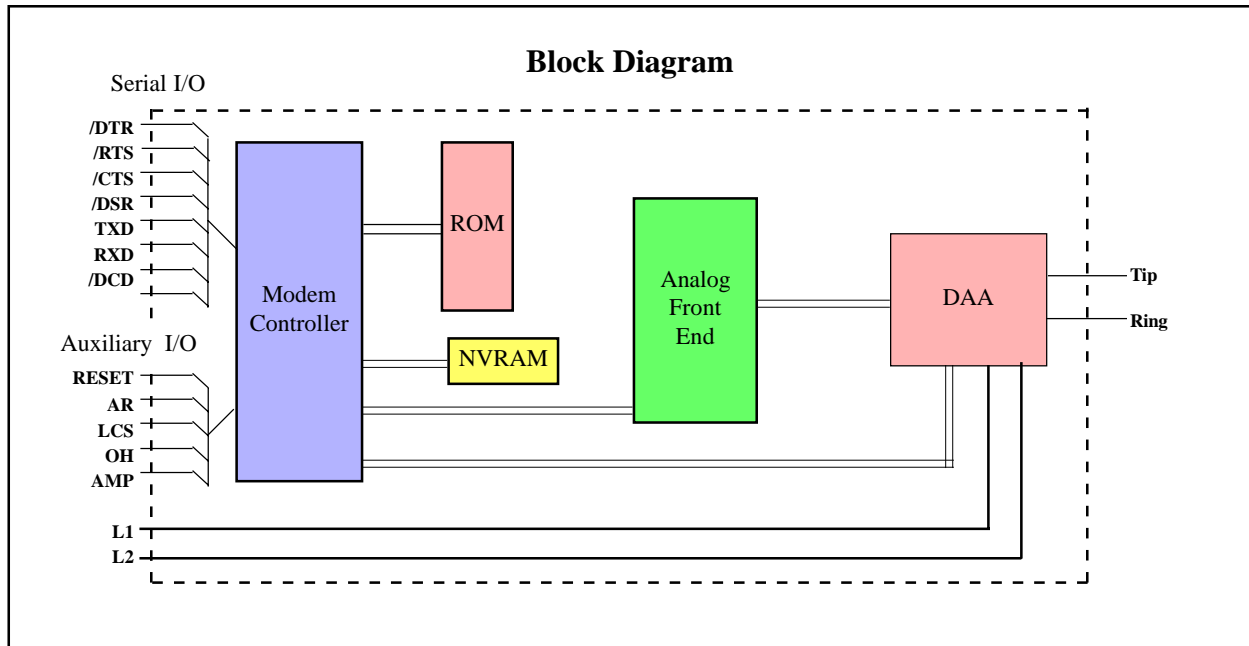 Block Diagram
Serial I/O
/DTR
/RTS
/CTS
/DSR
TXD
RXD
/DCD
Auxiliary I/O
RESET
AR
LCS
OH
AMP
L1
L2
Modem
Controller
ROM
NVRAM
Analog
Front
End
DAA
Tip
Ring